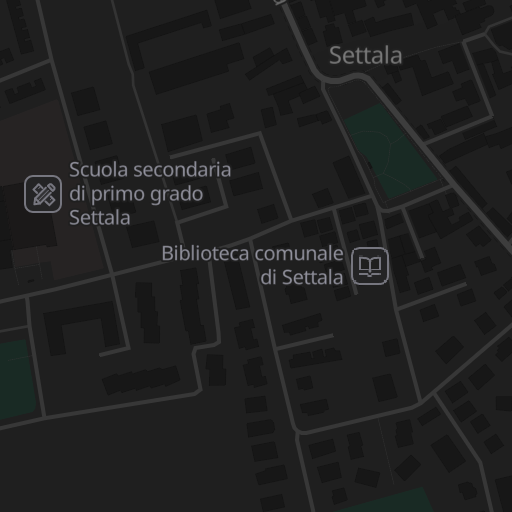 Settala
Scuola secondaria
di primo grado
Settala
Biblioteca comunale
di Settala